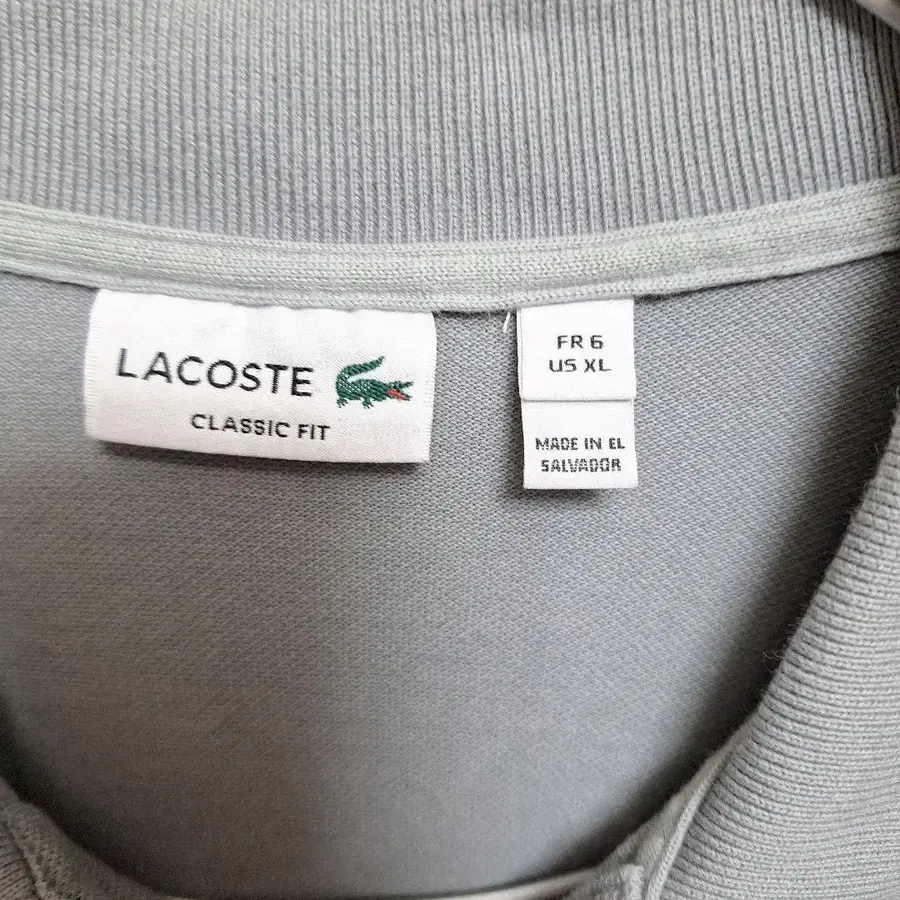 LACOSTE
CLASSIC FIT
FR 6
US XL
MADE IN EL
SALVADOR